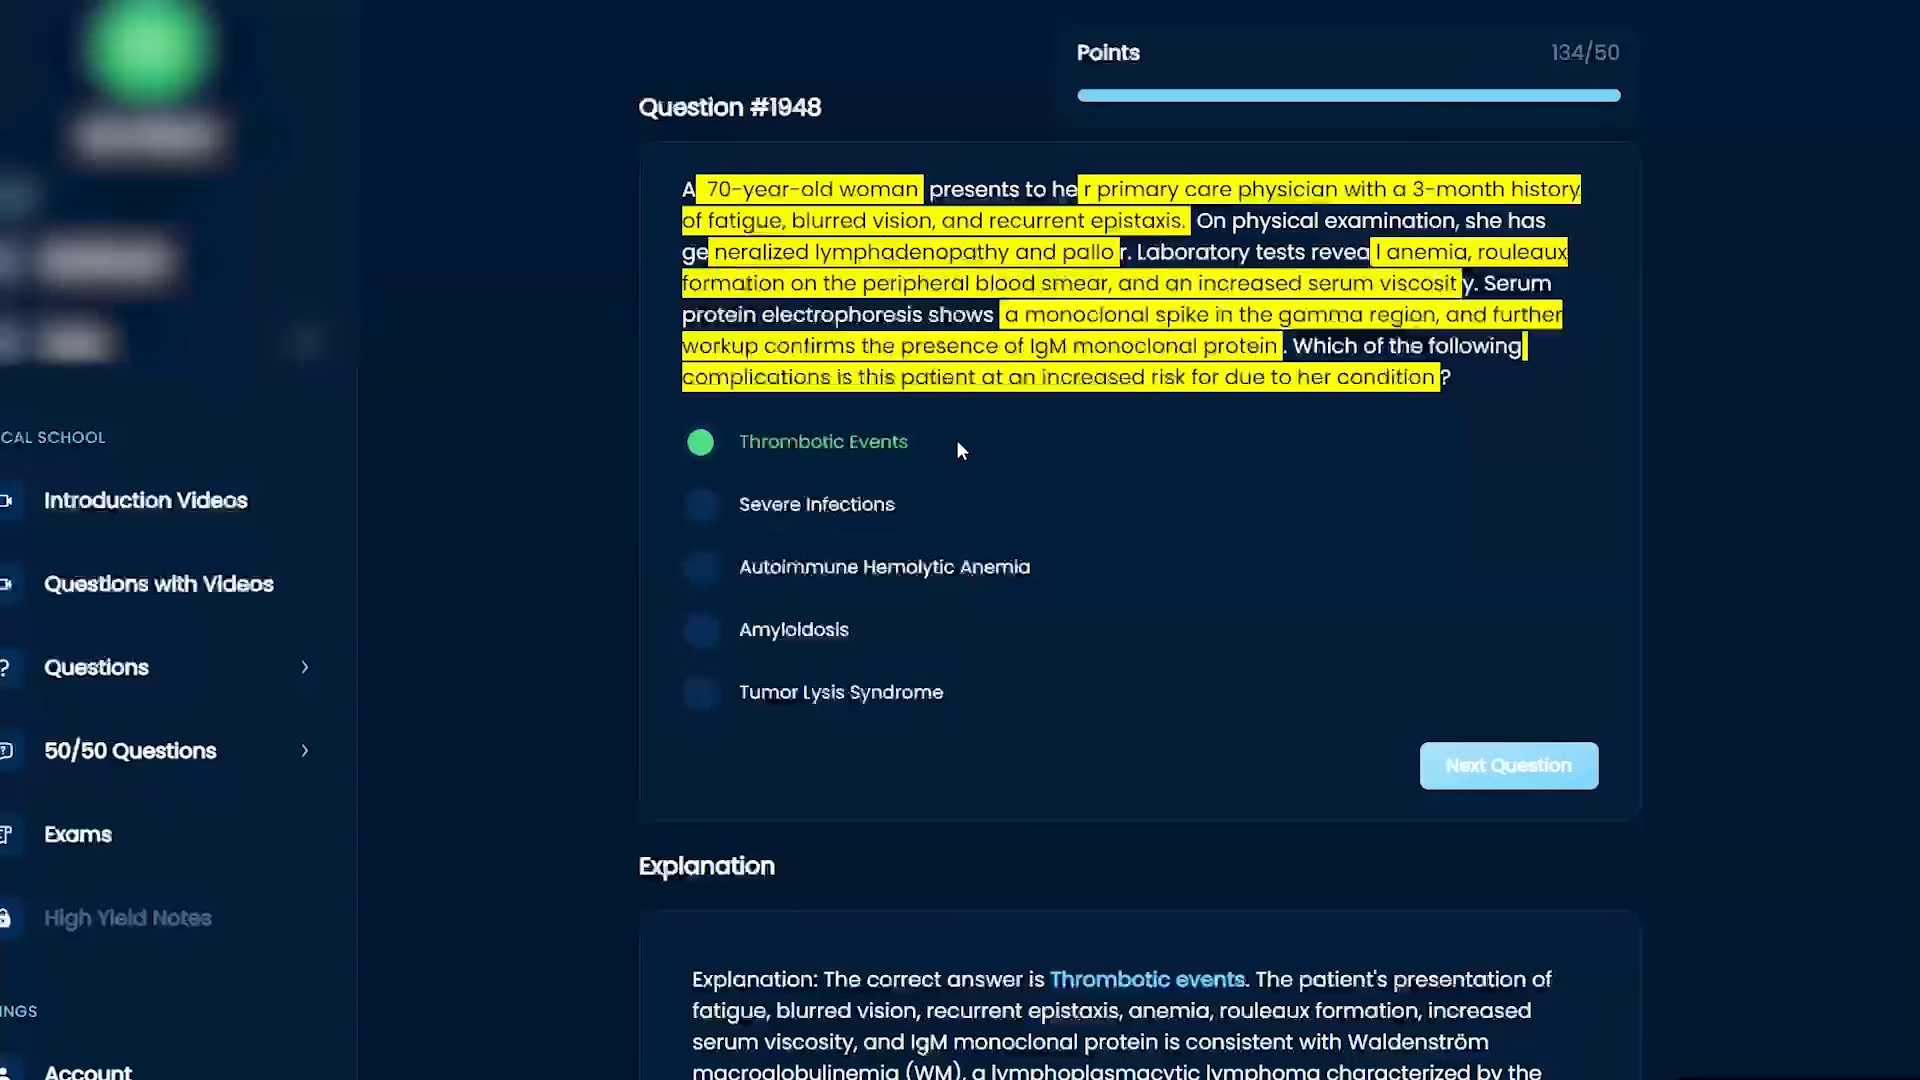 Points
134/50
Question #1948
A 70-year-old woman presents to her primary care physician with a 3-month history
of fatigue, blurred vision, and recurrent epistaxis. On physical examination, she has
generalized lymphadenopathy and pallor. Laboratory tests reveal anemia, rouleaux
formation on the peripheral blood smear, and an increased serum viscosity. Serum
protein electrophoresis shows a monoclonal spike in the gamma region, and further
workup confirms the presence of IgM monoclonal protein. Which of the following
complications is this patient at an increased risk for due to her condition?
Thrombotic Events
Severe Infections
Autoimmune Hemolytic Anemia
Amyloidosis
Tumor Lysis Syndrome
Next Question
Explanation
Explanation: The correct answer is Thrombotic events. The patient's presentation of
fatigue, blurred vision, recurrent epistaxis, anemia, rouleaux formation, increased
serum viscosity, and IgM monoclonal protein is consistent with Waldenström
macroglobulinemia (WM), a lymphoplasmacytic lymphoma characterized by the
CAL SCHOOL
Introduction Videos
Questions with Videos
Questions
50/50 Questions
Exams
High Yield Notes
INGS
Account